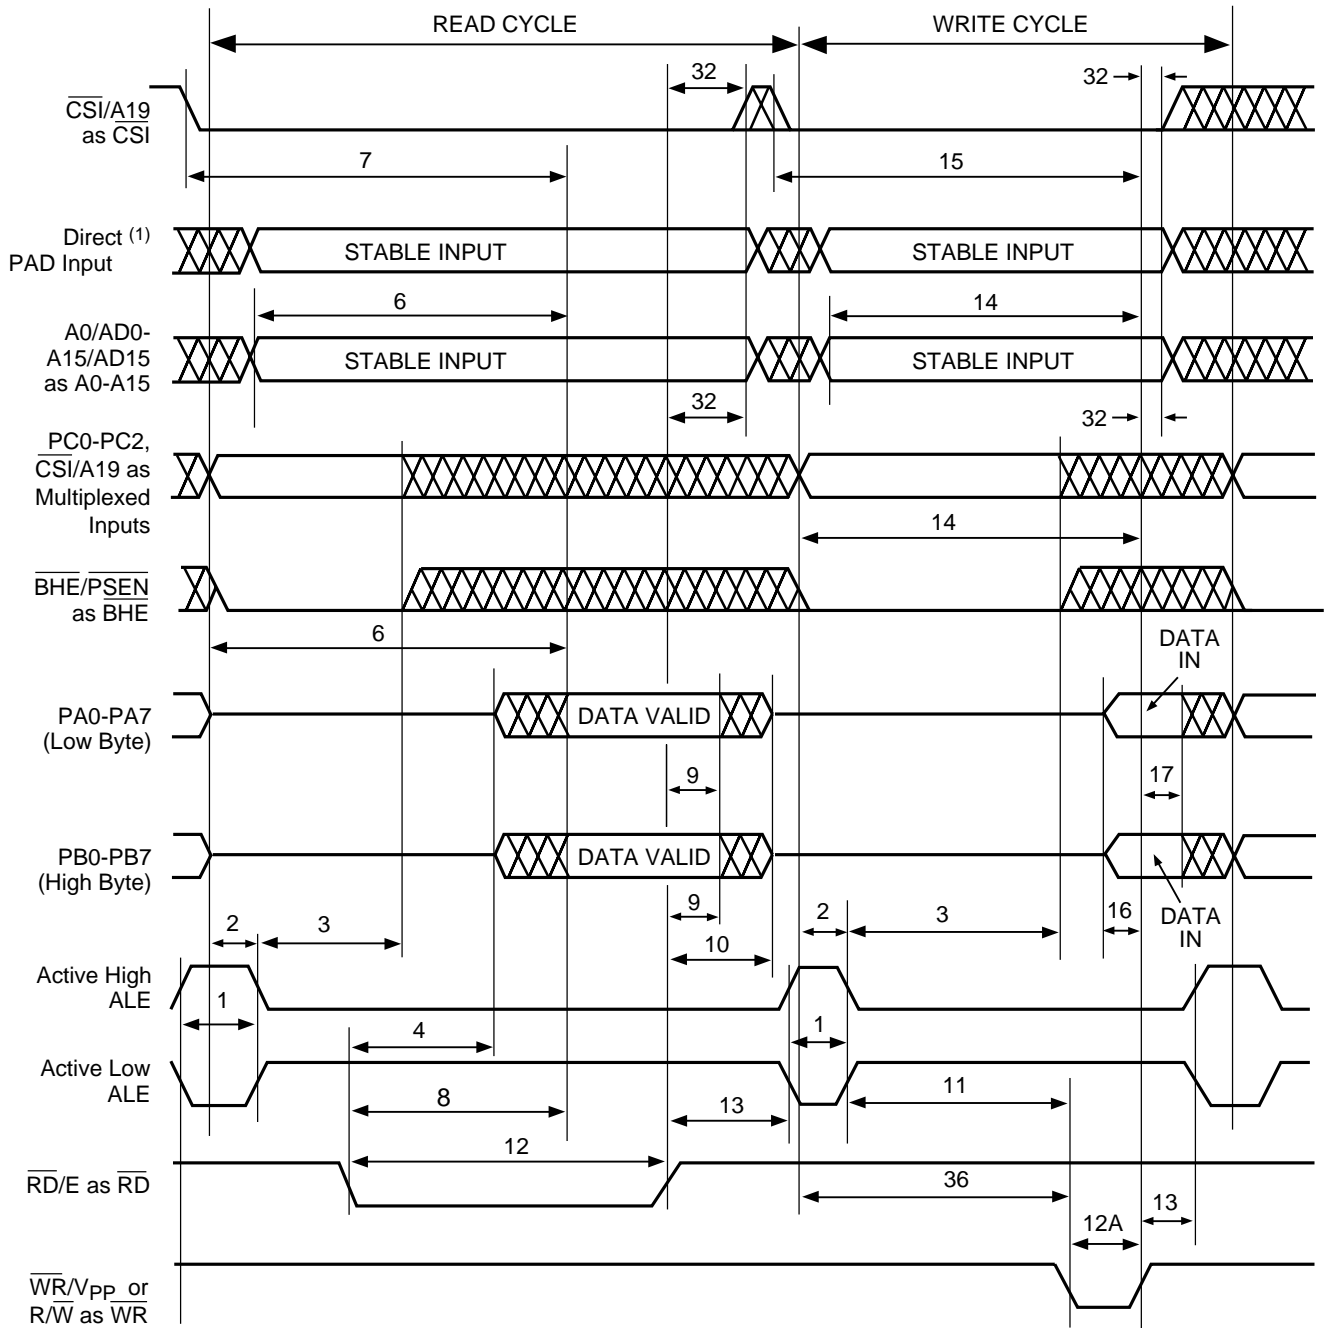 READ CYCLE WRITE CYCLE
32 32
CSI/A19
as CSI
7 15
Direct (1)
PAD Input
STABLE INPUT STABLE INPUT
6 14
A0/AD0-
A15/AD15
as A0-A15
STABLE INPUT STABLE INPUT
32 32
PC0-PC2,
CSI/A19 as
Multiplexed
Inputs
14
BHE/PSEN
as BHE
6
DATA
IN
PA0-PA7
(Low Byte)
DATA VALID
9 17
PB0-PB7
(High Byte)
DATA VALID
9
2 3 2 3 16
DATA
IN
10
Active High
ALE
1 4 1
Active Low
ALE
8 13 11
12
RD/E as RD
36 13
12A
WR/VPP or
R/W as WR